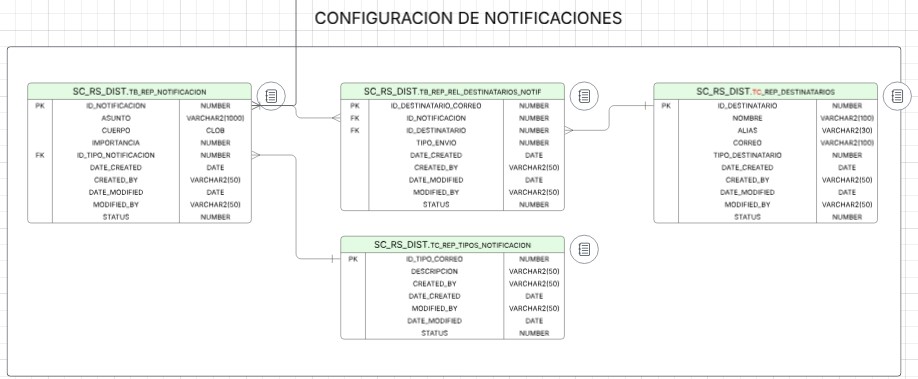 CONFIGURACION DE NOTIFICACIONES
SC_RS_DIST.TB_REP_NOTIFICACION
PK ID_NOTIFICACION NUMBER
ASUNTO VARCHAR2(1000)
CUERPO CLOB
IMPORTANCIA NUMBER
FK ID_TIPO_NOTIFICACION NUMBER
DATE_CREATED DATE
CREATED_BY VARCHAR2(50)
DATE_MODIFIED DATE
MODIFIED_BY VARCHAR2(50)
STATUS NUMBER
SC_RS_DIST.TB_REP_REL_DESTINATARIOS_NOTIF
PK ID_DESTINATARIO_CORREO NUMBER
FK ID_NOTIFICACION NUMBER
FK ID_DESTINATARIO NUMBER
TIPO_ENVIO NUMBER
DATE_CREATED DATE
CREATED_BY VARCHAR2(50)
DATE_MODIFIED DATE
MODIFIED_BY VARCHAR2(50)
STATUS NUMBER
SC_RS_DIST.TC_REP_DESTINATARIOS
PK ID_DESTINATARIO NUMBER
NOMBRE VARCHAR2(100)
ALIAS VARCHAR2(30)
CORREO VARCHAR2(100)
TIPO_DESTINATARIO NUMBER
DATE_CREATED DATE
CREATED_BY VARCHAR2(50)
DATE_MODIFIED DATE
MODIFIED_BY VARCHAR2(50)
STATUS NUMBER
SC_RS_DIST.TC_REP_TIPOS_NOTIFICACION
PK ID_TIPO_CORREO NUMBER
DESCRIPCION VARCHAR2(50)
CREATED_BY VARCHAR2(50)
DATE_CREATED DATE
MODIFIED_BY VARCHAR2(50)
DATE_MODIFIED DATE
STATUS NUMBER